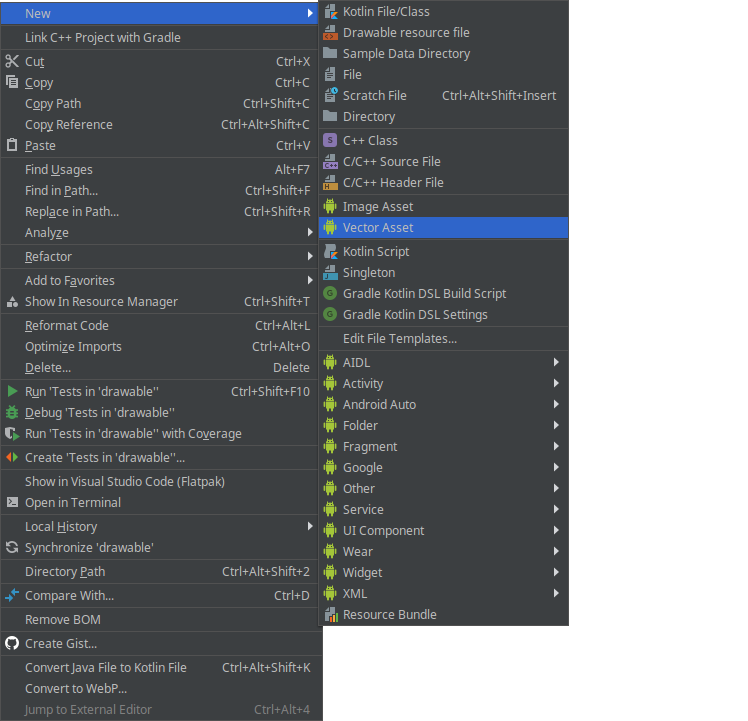 New
Link C++ Project with Gradle
Cut Ctrl+X
Copy Ctrl+C
Copy Path Ctrl+Shift+C
Copy Reference Ctrl+Alt+Shift+C
Paste Ctrl+V
Find Usages Alt+F7
Find in Path... Ctrl+Shift+F
Replace in Path... Ctrl+Shift+R
Analyze
Refactor
Add to Favorites
Show In Resource Manager Ctrl+Shift+T
Reformat Code Ctrl+Alt+L
Optimize Imports Ctrl+Alt+O
Delete... Delete
Run 'Tests in 'drawable'' Ctrl+Shift+F10
Debug 'Tests in 'drawable''
Run 'Tests in 'drawable'' with Coverage
Create 'Tests in 'drawable''...
Show in Visual Studio Code (Flatpak)
Open in Terminal
Local History
Synchronize 'drawable'
Directory Path Ctrl+Alt+Shift+2
Compare With... Ctrl+D
Remove BOM
Create Gist...
Convert Java File to Kotlin File Ctrl+Alt+Shift+K
Convert to WebP...
Jump to External Editor Ctrl+Alt+4
Kotlin File/Class
Drawable resource file
Sample Data Directory
File
Scratch File Ctrl+Alt+Shift+Insert
Directory
S C++ Class
C++ C/C++ Source File
H C/C++ Header File
Image Asset
Vector Asset
Kotlin Script
Singleton
G Gradle Kotlin DSL Build Script
G Gradle Kotlin DSL Settings
Edit File Templates...
AIDL
Activity
Android Auto
Folder
Fragment
Google
Other
Service
UI Component
Wear
Widget
XML
Resource Bundle